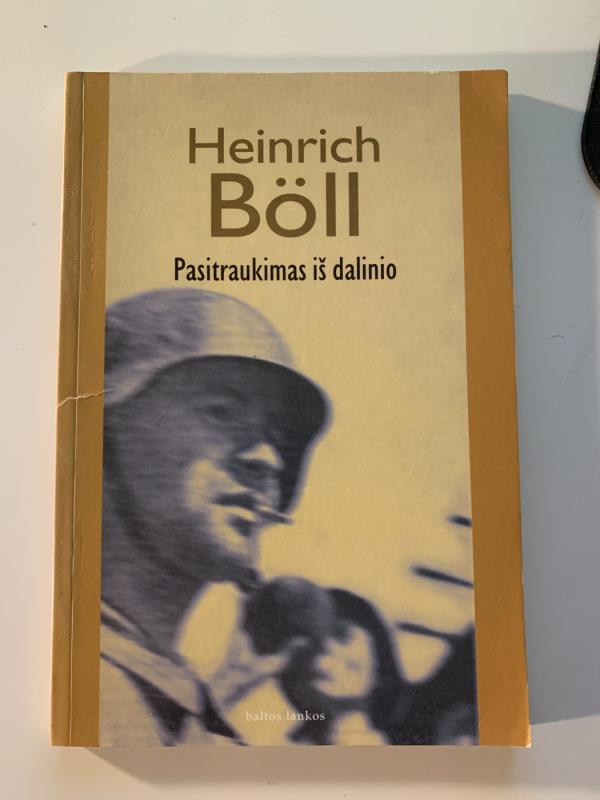 Heinrich
Böll
Pasitraukimas iš dalinio
baltos lankos